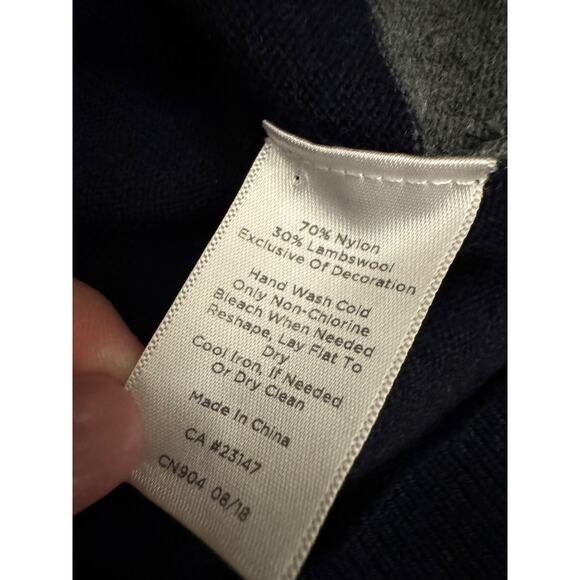 70% Nylon
30% Lambswool
Exclusive Of Decoration
Hand Wash Cold
Only Non-Chlorine
Bleach When Needed
Reshape, Lay Flat To
Dry
Cool Iron, If Needed
Or Dry Clean
Made In China
CA #23147
CN904 08/18